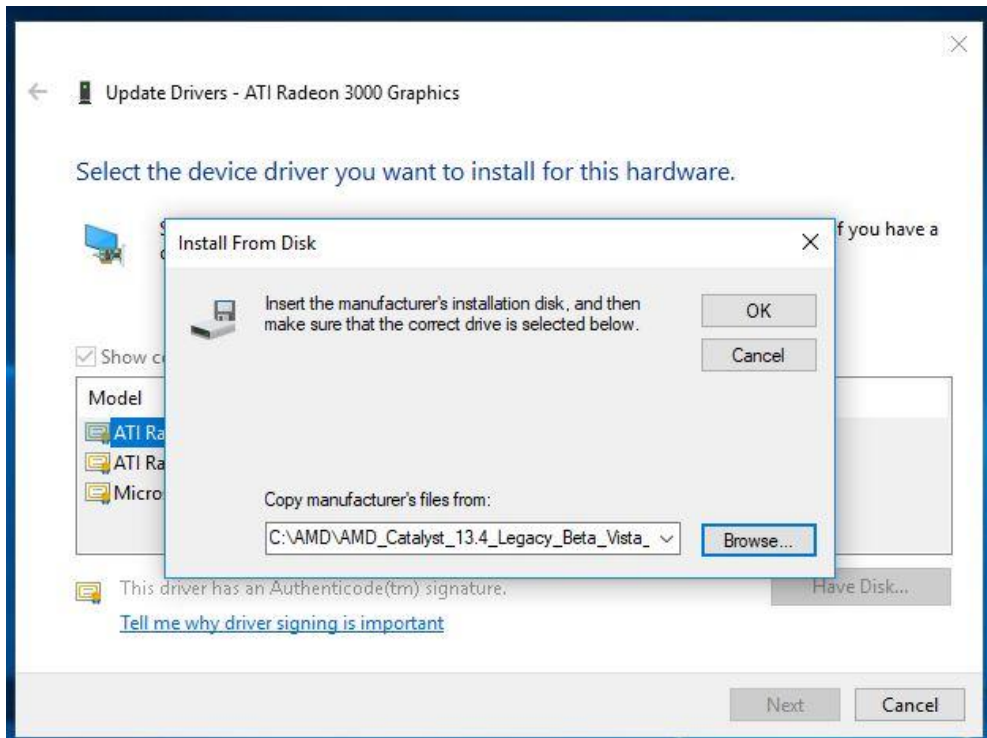 Update Drivers - ATI Radeon 3000 Graphics
Select the device driver you want to install for this hardware.
f you have a
Install From Disk
Insert the manufacturer's installation disk, and then
make sure that the correct drive is selected below.
OK
Cancel
Show
Model
ATI Ra
ATI Ra
Micro
Copy manufacturer's files from:
C:\AMD\AMD_Catalyst_13.4_Legacy_Beta_Vista_
Browse...
This driver has an Authenticode(tm) signature.
Have Disk...
Tell me why driver signing is important
Next
Cancel